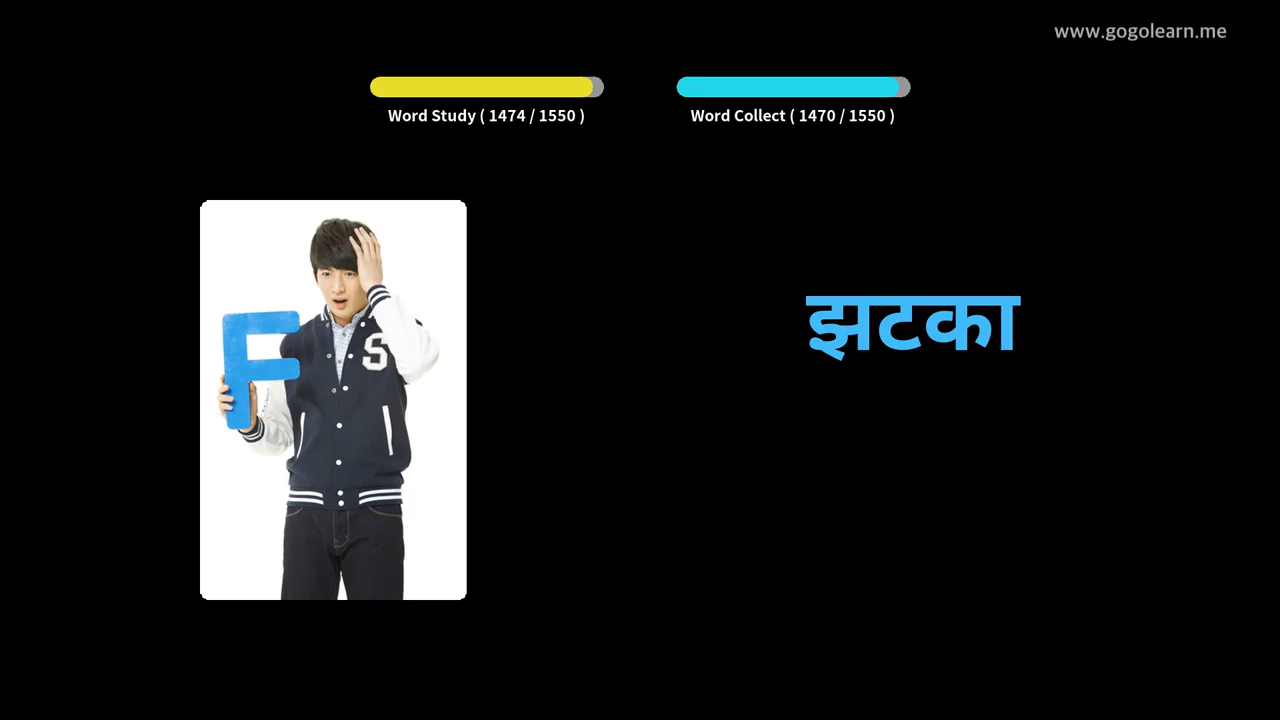 www.gogolearn.me
Word Study ( 1474 / 1550 )
Word Collect ( 1470 / 1550 )
F
S
झटका